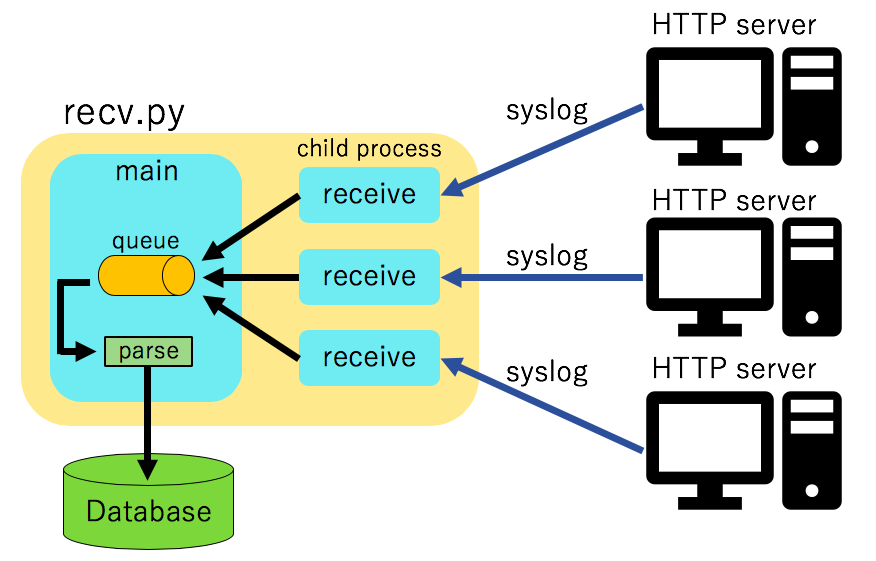 HTTP server
recv.py
syslog
child process
main
receive
HTTP server
queue
syslog
receive
parse
receive
HTTP server
syslog
Database